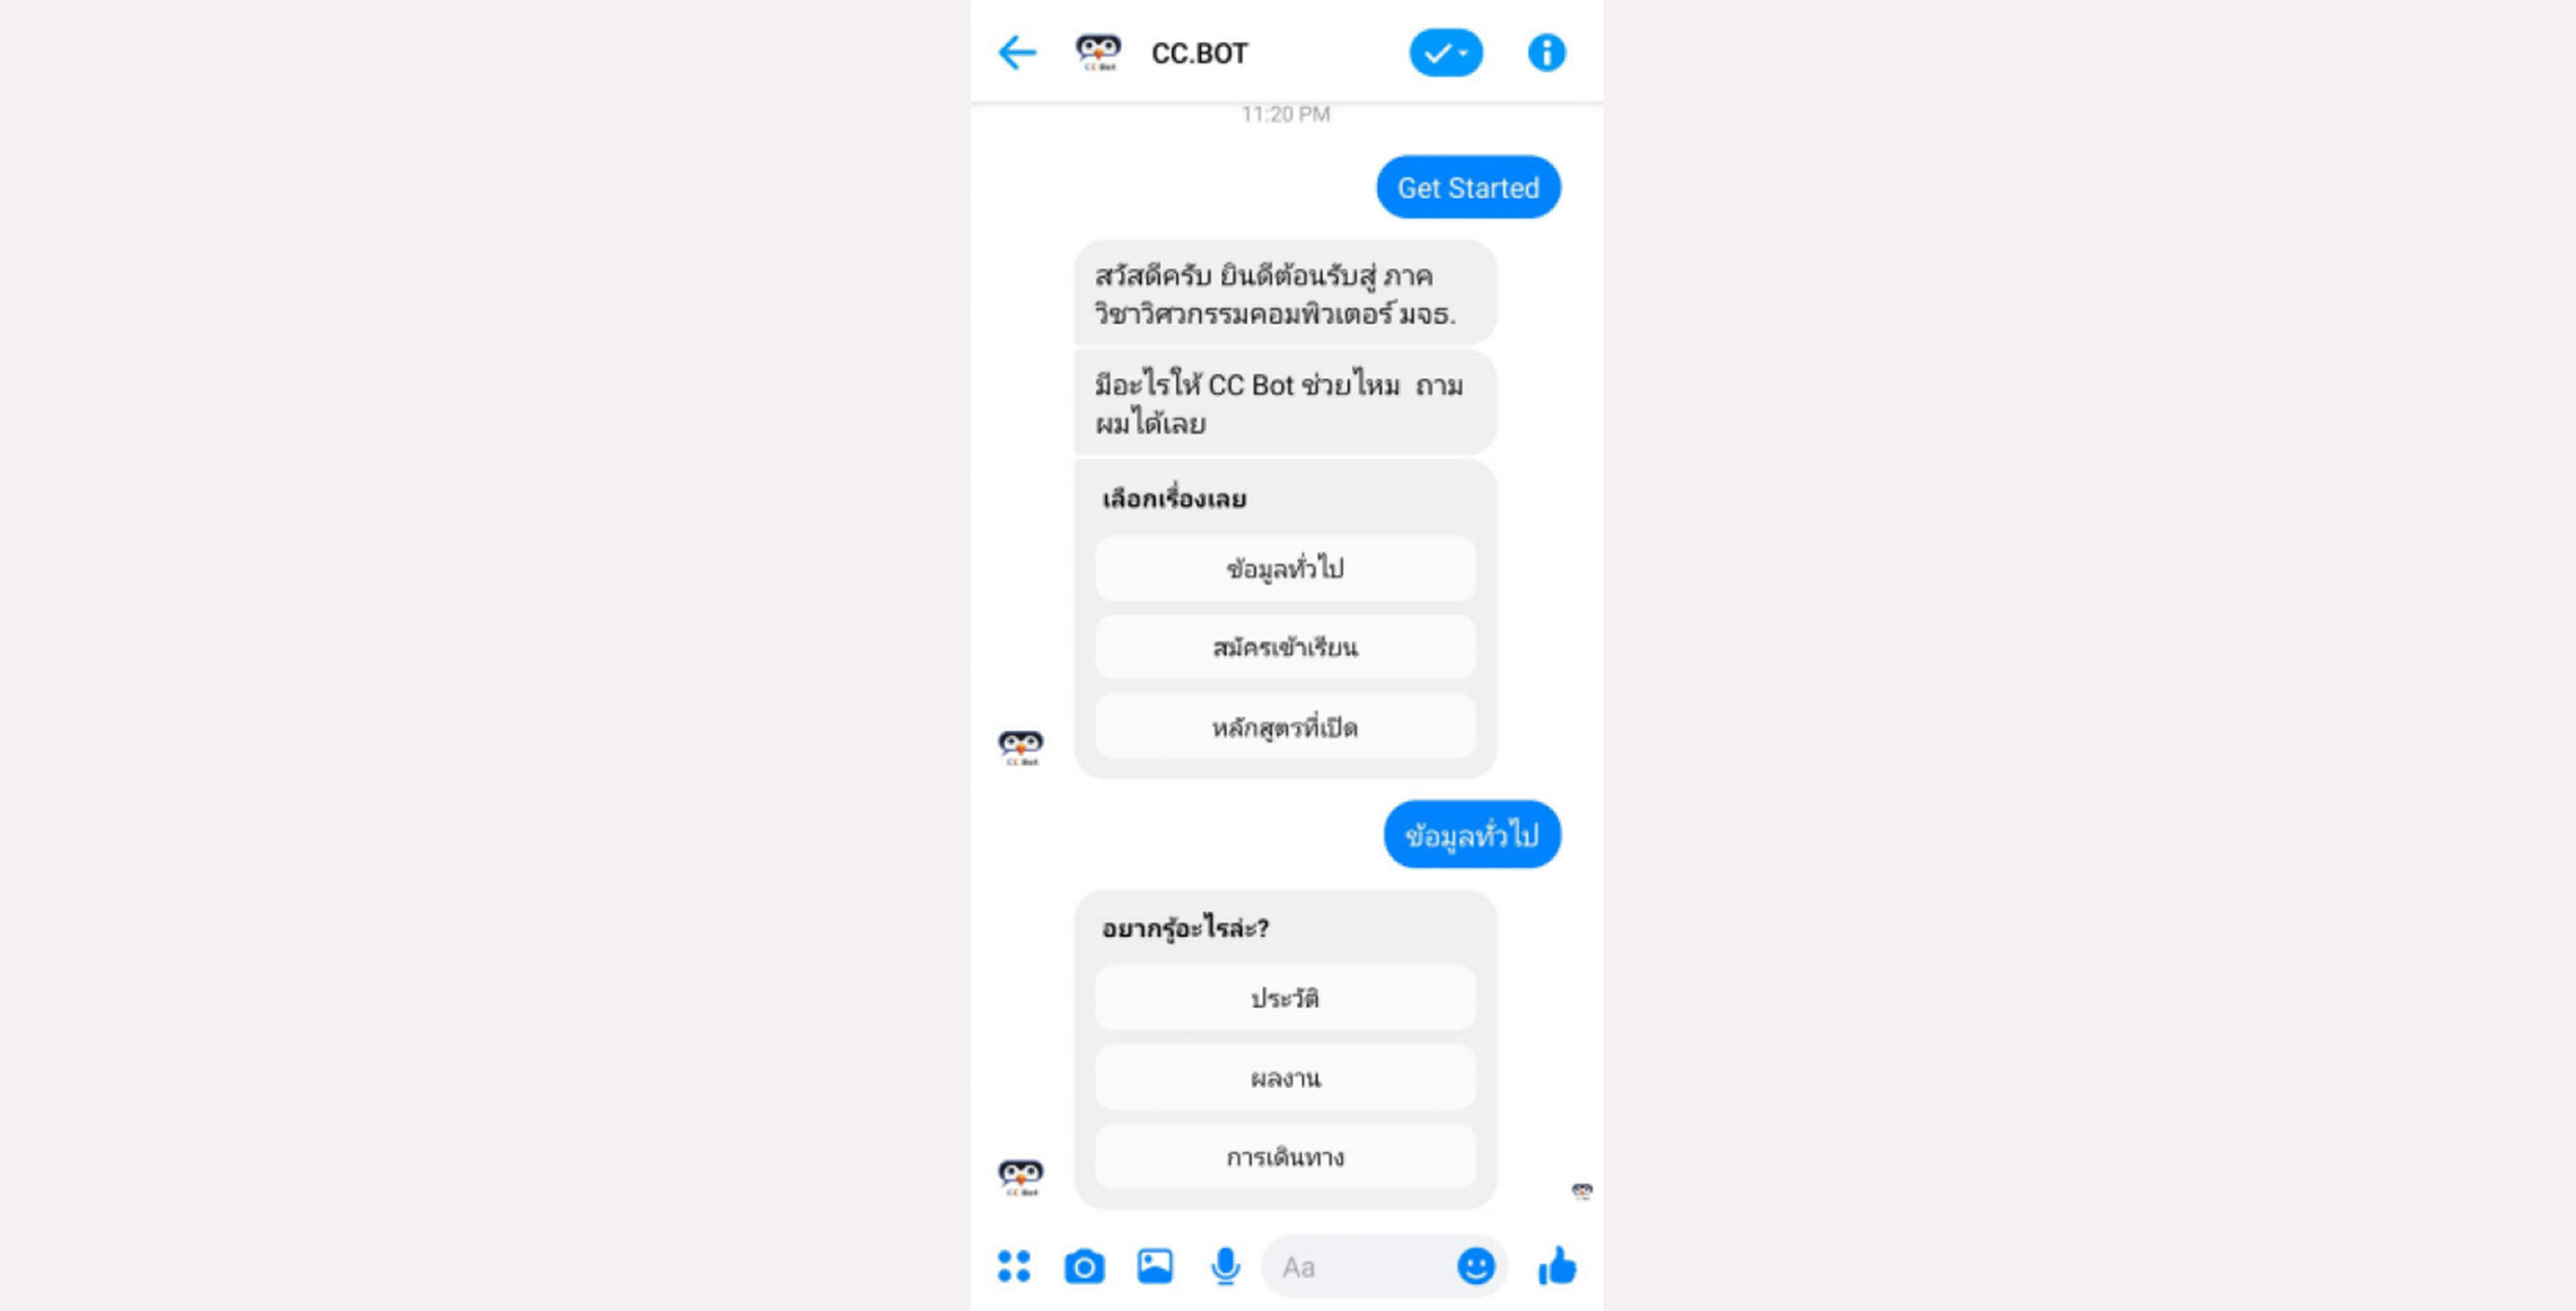 CC.BOT
11:20 PM
Get Started
สวัสดีครับ ยินดีต้อนรับสู่ ภาค
วิชาวิศวกรรมคอมพิวเตอร์ มจธ.
มีอะไรให้ CC Bot ช่วยไหม ถาม
ผมได้เลย
เลือกเรื่องเลย
ข้อมูลทั่วไป
สมัครเข้าเรียน
หลักสูตรที่เปิด
CC Bot
ข้อมูลทั่วไป
อยากรู้อะไรล่ะ?
ประวัติ
ผลงาน
การเดินทาง
CC Bot
Aa